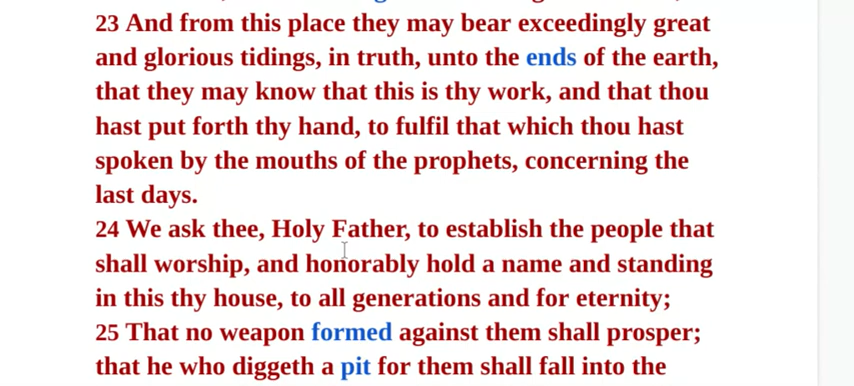 23 And from this place they may bear exceedingly great
and glorious tidings, in truth, unto the ends of the earth,
that they may know that this is thy work, and that thou
hast put forth thy hand, to fulfil that which thou hast
spoken by the mouths of the prophets, concerning the
last days.
24 We ask thee, Holy Father, to establish the people that
shall worship, and honorably hold a name and standing
in this thy house, to all generations and for eternity;
25 That no weapon formed against them shall prosper;
that he who diggeth a pit for them shall fall into the